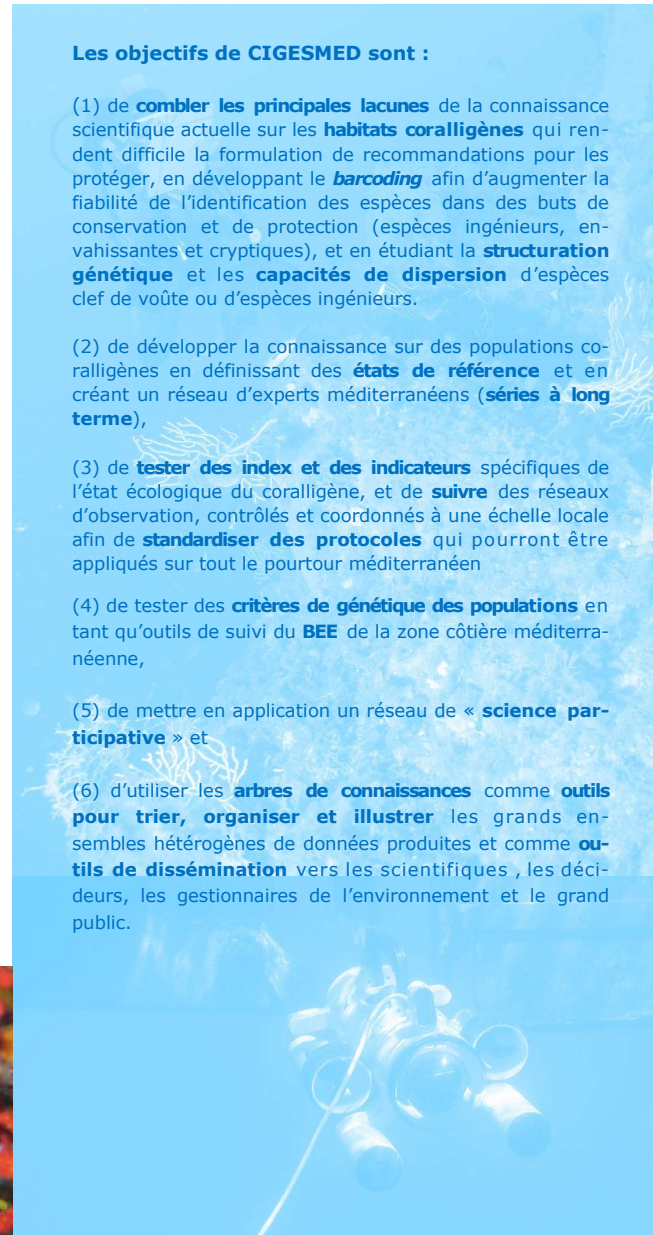 Les objectifs de CIGESMED sont :
(1) de combler les principales lacunes de la connaissance
scientifique actuelle sur les habitats coralligènes qui ren-
dent difficile la formulation de recommandations pour les
protéger, en développant le barcoding afin d’augmenter la
fiabilité de l’identification des espèces dans des buts de
conservation et de protection (espèces ingénieurs, en-
vahissantes et cryptiques), et en étudiant la structuration
génétique et les capacités de dispersion d’espèces
clef de voûte ou d’espèces ingénieurs.
(2) de développer la connaissance sur des populations co-
ralligènes en définissant des états de référence et en
créant un réseau d’experts méditerranéens (séries à long
terme),
(3) de tester des index et des indicateurs spécifiques de
l’état écologique du coralligène, et de suivre des réseaux
d’observation, contrôlés et coordonnés à une échelle locale
afin de standardiser des protocoles qui pourront être
appliqués sur tout le pourtour méditerranéen
(4) de tester des critères de génétique des populations en
tant qu’outils de suivi du BEE de la zone côtière méditerra-
néenne,
(5) de mettre en application un réseau de « science par-
ticipative » et
(6) d’utiliser les arbres de connaissances comme outils
pour trier, organiser et illustrer les grands en-
sembles hétérogènes de données produites et comme ou-
tils de dissémination vers les scientifiques , les déci-
deurs, les gestionnaires de l’environnement et le grand
public.